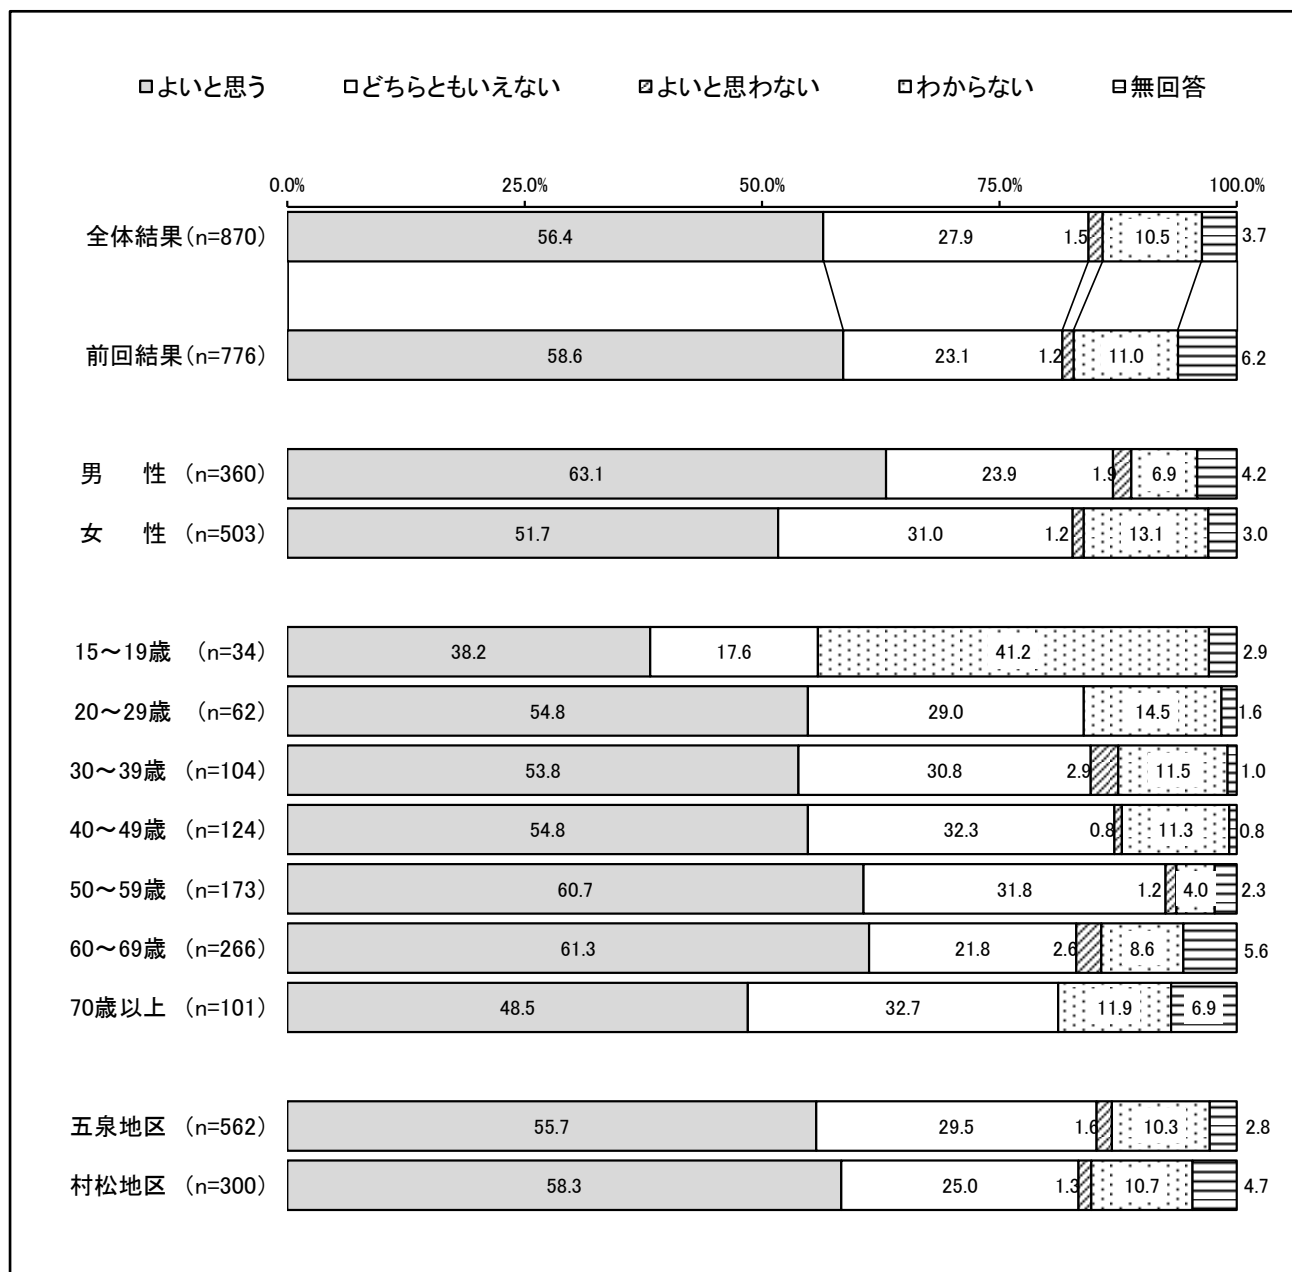 よいと思う どちらともいえない よいと思わない わからない 無回答
0.0% 25.0% 50.0% 75.0% 100.0%
全体結果(n=870) 56.4 27.9 1.5 10.5 3.7
前回結果(n=776) 58.6 23.1 1.2 11.0 6.2
男 性 (n=360) 63.1 23.9 1.9 6.9 4.2
女 性 (n=503) 51.7 31.0 1.2 13.1 3.0
15～19歳 (n=34) 38.2 17.6 41.2 2.9
20～29歳 (n=62) 54.8 29.0 14.5 1.6
30～39歳 (n=104) 53.8 30.8 2.9 11.5 1.0
40～49歳 (n=124) 54.8 32.3 0.8 11.3 0.8
50～59歳 (n=173) 60.7 31.8 1.2 4.0 2.3
60～69歳 (n=266) 61.3 21.8 2.6 8.6 5.6
70歳以上 (n=101) 48.5 32.7 11.9 6.9
五泉地区 (n=562) 55.7 29.5 1.6 10.3 2.8
村松地区 (n=300) 58.3 25.0 1.3 10.7 4.7